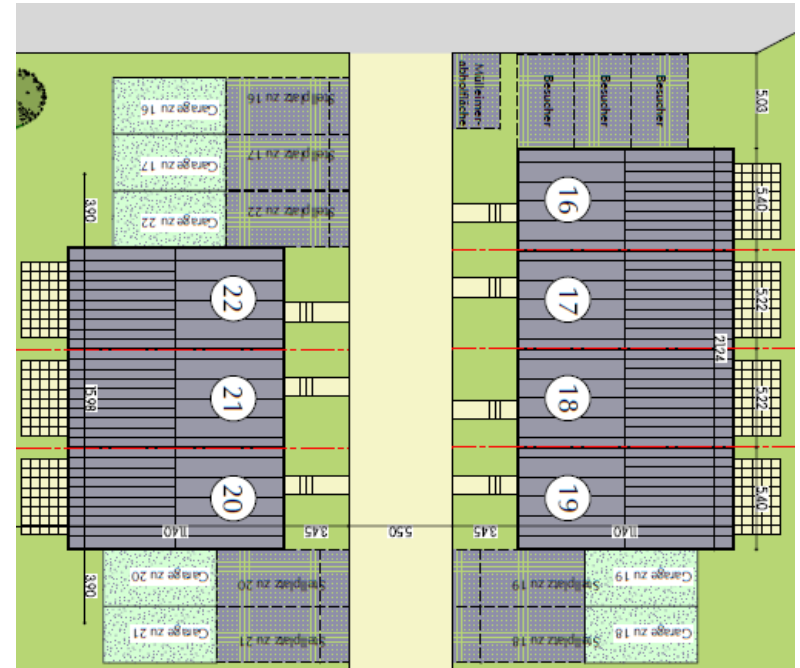 Garage zu 16
Stellplatz zu 16
Garage zu 17
Stellplatz zu 17
Garage zu 22
Stellplatz zu 22
Mülleimer-
abholfläche
Besucher
Besucher
Besucher
5.03
3.90
16
17
18
19
5.40
5.22
5.22
5.40
21.24
22
21
20
15.98
11.40
3.45
5.50
3.45
11.40
3.90
Garage zu 20
Stellplatz zu 20
Garage zu 21
Stellplatz zu 21
Stellplatz zu 19
Garage zu 19
Stellplatz zu 18
Garage zu 18